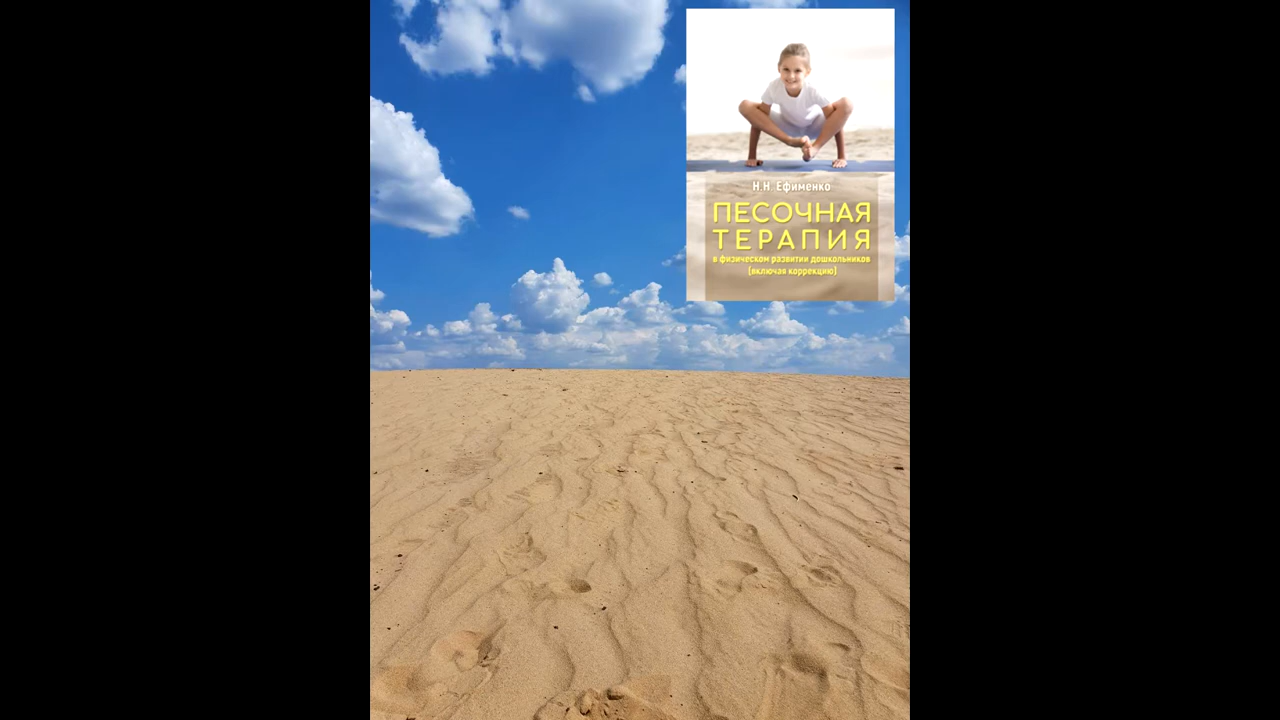 Н.Н. Ефименко
ПЕСОЧНАЯ
ТЕРАПИЯ
в физическом развитии дошкольников
(включая коррекцию)